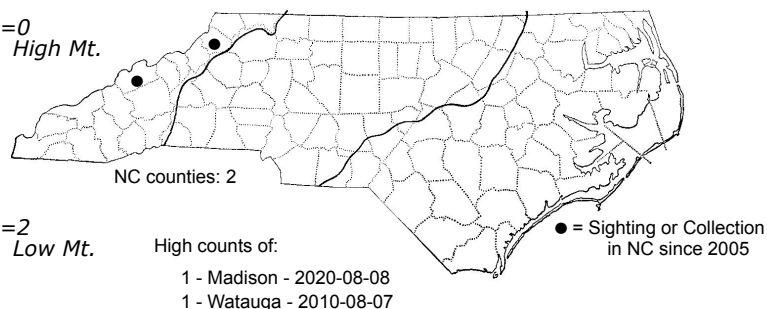 =0
High Mt.
NC counties: 2
=2
Low Mt.
High counts of:
1 - Madison - 2020-08-08
1 - Watauga - 2010-08-07
● = Sighting or Collection
in NC since 2005